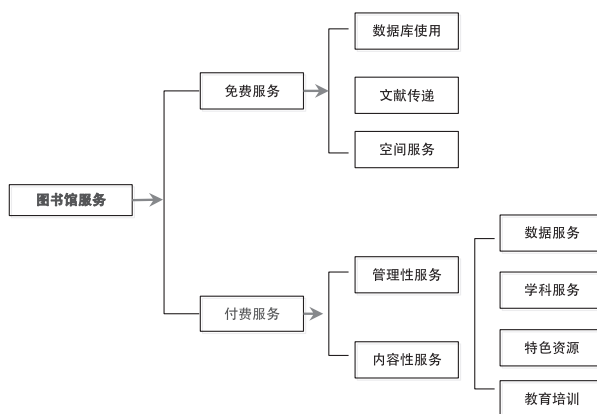 图书馆服务
免费服务
数据库使用
文献传递
空间服务
付费服务
管理性服务
内容性服务
数据服务
学科服务
特色资源
教育培训